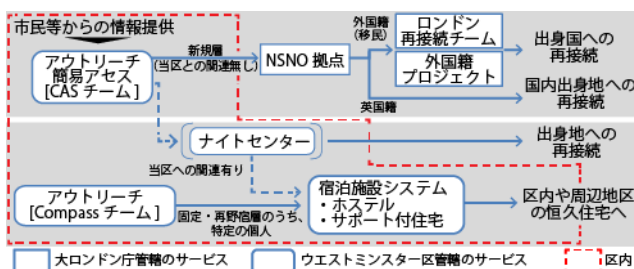 市民等からの情報提供
アウトリーチ
簡易アセス
[CAS チーム]
新規層
(当区との関連無し)
NSNO 拠点
外国籍
(移民)
ロンドン
再接続チーム
外国籍
プロジェクト
出身国への
再接続
英国籍
国内出身地への
再接続
ナイトセンター
出身地への
再接続
当区への関連有り
アウトリーチ
[Compass チーム]
固定・再野宿層のうち、
特定の個人
宿泊施設システム
・ホステル
・サポート付住宅
区内や周辺地区
の恒久住宅へ
大ロンドン庁管轄のサービス
ウエストミンスター区管轄のサービス
区内